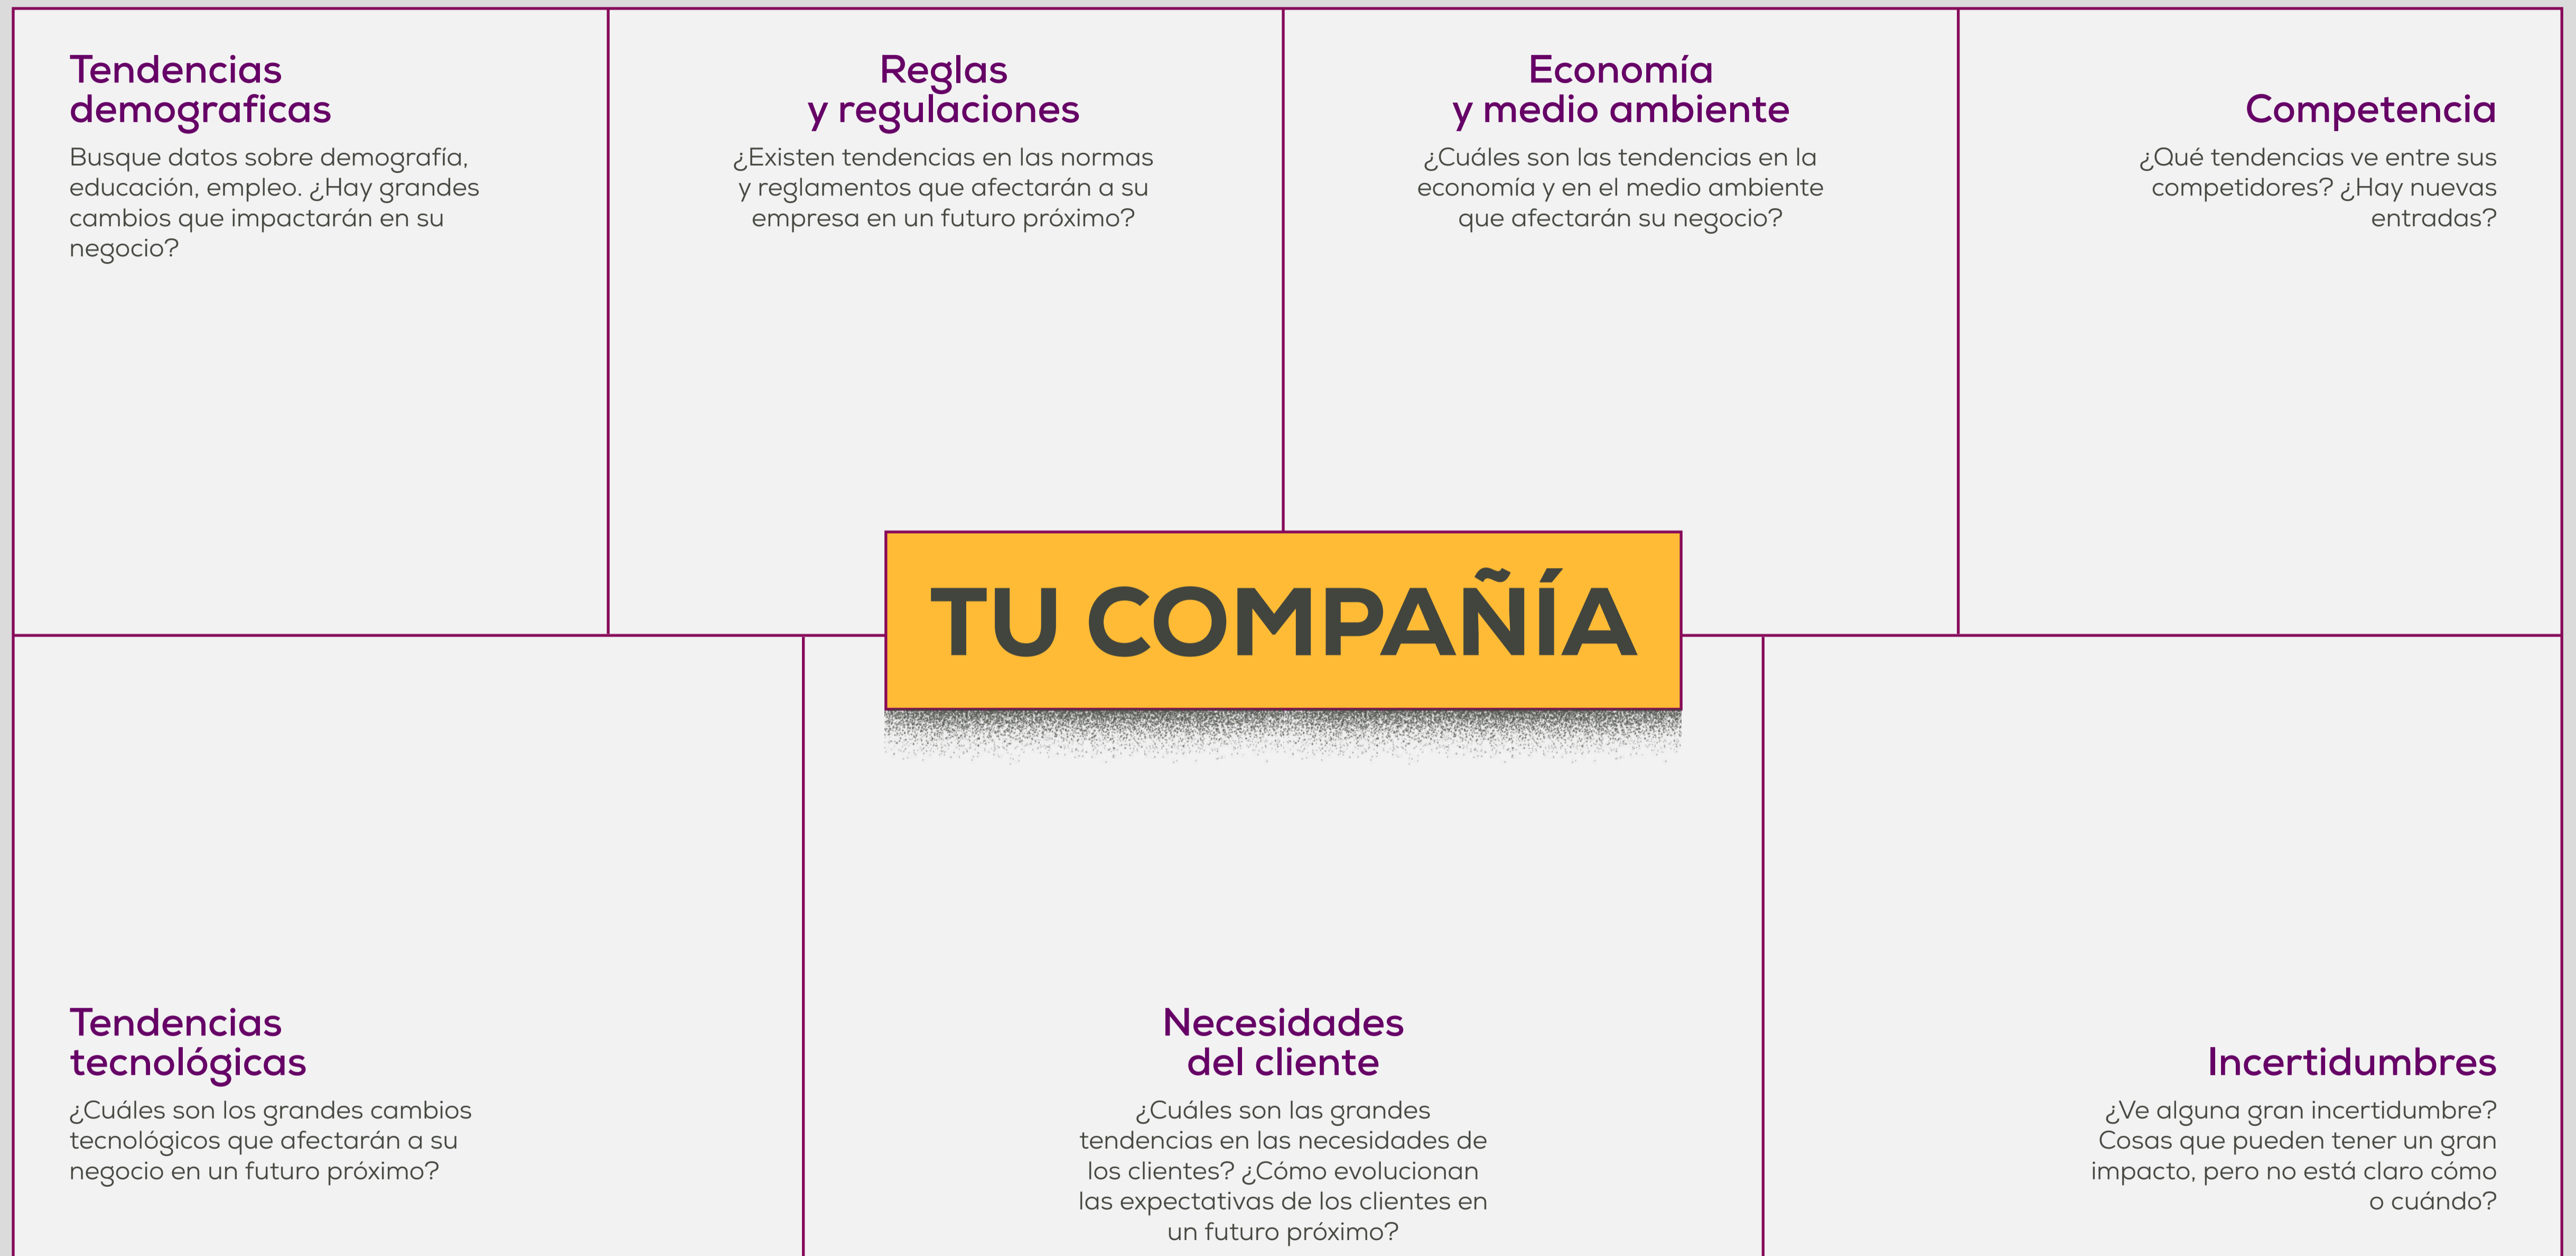 Tendencias
demograficas
Busque datos sobre demografía,
educación, empleo. ¿Hay grandes
cambios que impactarán en su
negocio?
Reglas
y regulaciones
¿Existen tendencias en las normas
y reglamentos que afectarán a su
empresa en un futuro próximo?
Economía
y medio ambiente
¿Cuáles son las tendencias en la
economía y en el medio ambiente
que afectarán su negocio?
Competencia
¿Qué tendencias ve entre sus
competidores? ¿Hay nuevas
entradas?
TU COMPAÑÍA
Tendencias
tecnológicas
¿Cuáles son los grandes cambios
tecnológicos que afectarán a su
negocio en un futuro próximo?
Necesidades
del cliente
¿Cuáles son las grandes
tendencias en las necesidades de
los clientes? ¿Cómo evolucionan
las expectativas de los clientes en
un futuro próximo?
Incertidumbres
¿Ve alguna gran incertidumbre?
Cosas que pueden tener un gran
impacto, pero no está claro cómo
o cuándo?